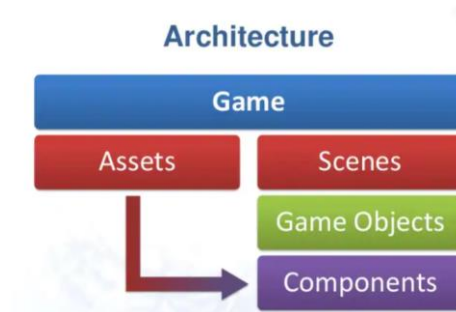 Architecture
Game
Assets
Scenes
Game Objects
Components